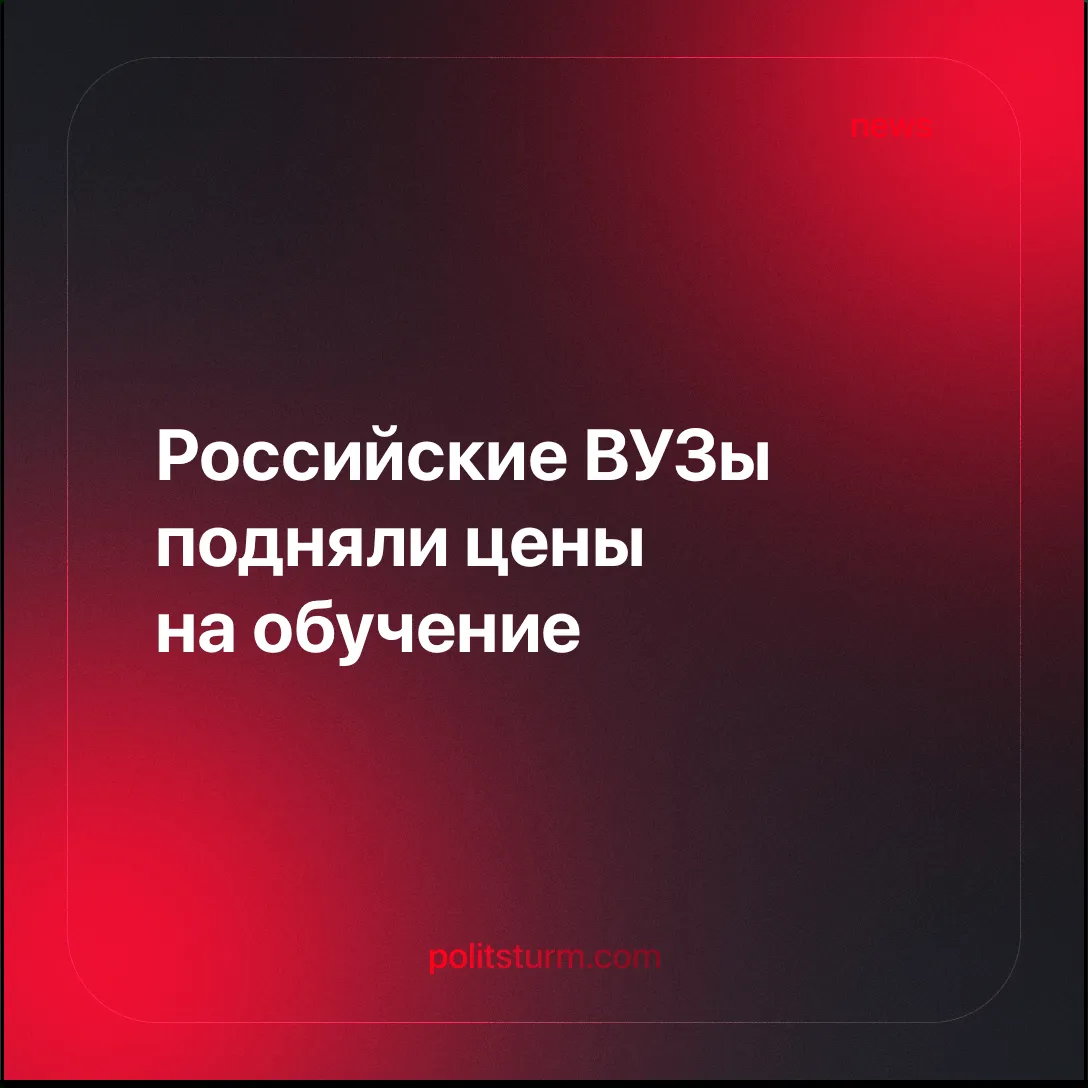 news
Российские ВУЗы
подняли цены
на обучение
politsturm.com